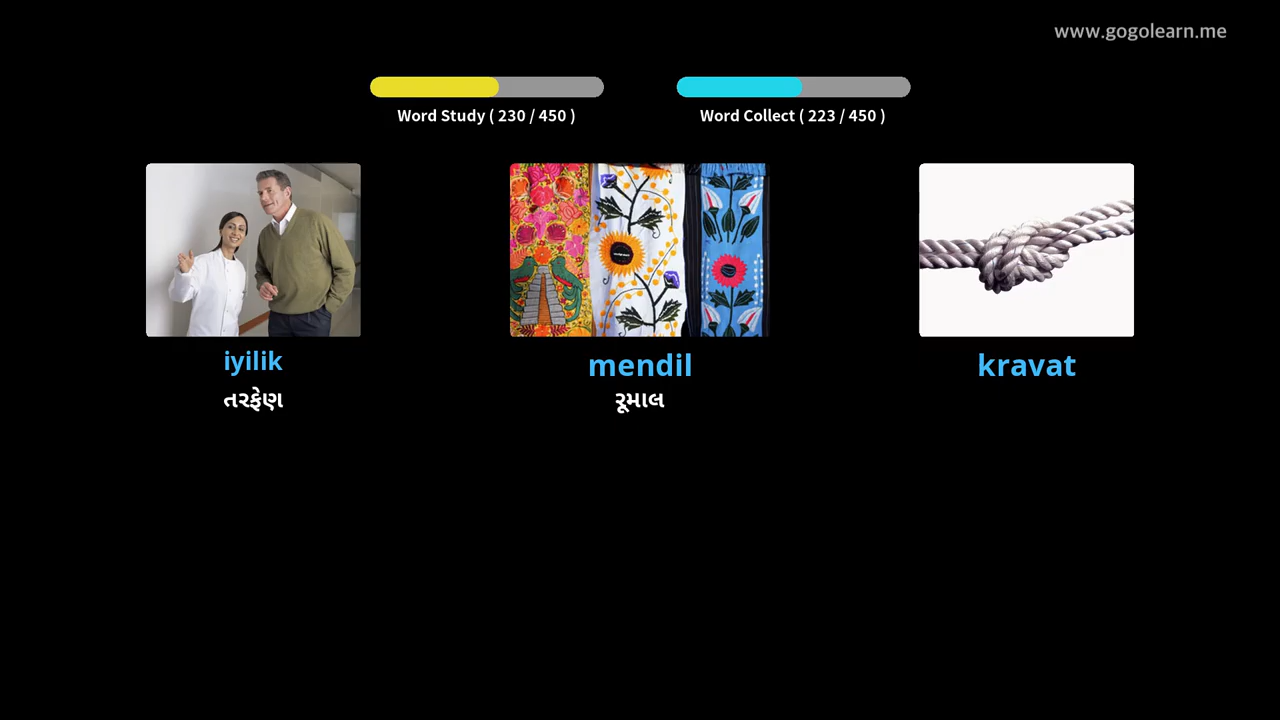 www.gogolearn.me
Word Study ( 230 / 450 )
Word Collect ( 223 / 450 )
iyilik
mendil
kravat
તરફેણ
રૂમાલ